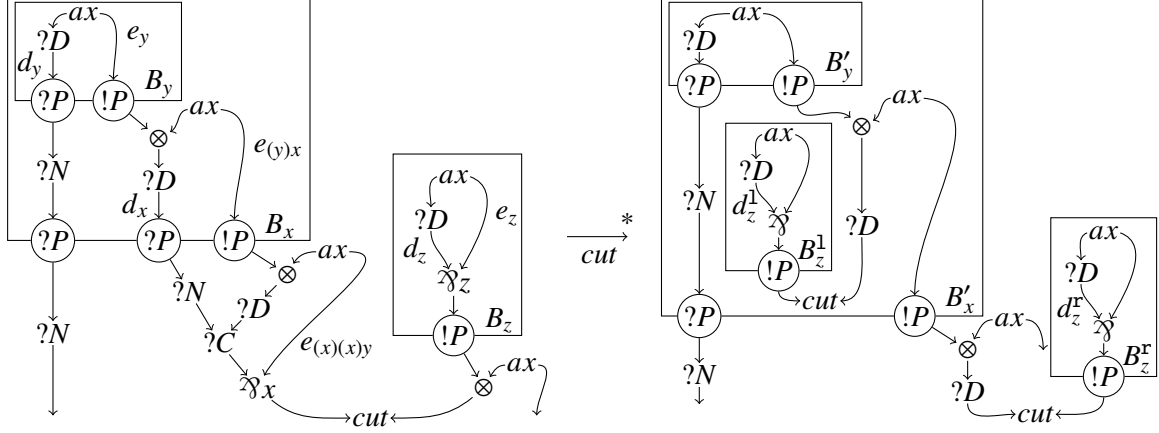 ax
?D
e_y
d_y
?P
!P
B_y
ax
⊗
?N
?D
e_{(y)x}
d_x
?P
?P
!P
B_x
⊗
ax
?N
?D
?N
?C
e_{(x)(x)y}
⅋x
cut
ax
?D
e_z
d_z
⅋z
!P
B_z
⊗
ax
*
cut
ax
?D
?P
!P
B'_y
⊗
ax
ax
?D
d_z^l
⅋
!P
B_z^l
cut
?N
?D
?P
!P
B'_x
?N
⊗
ax
?D
cut
ax
?D
d_z^r
⅋
!P
B_z^r